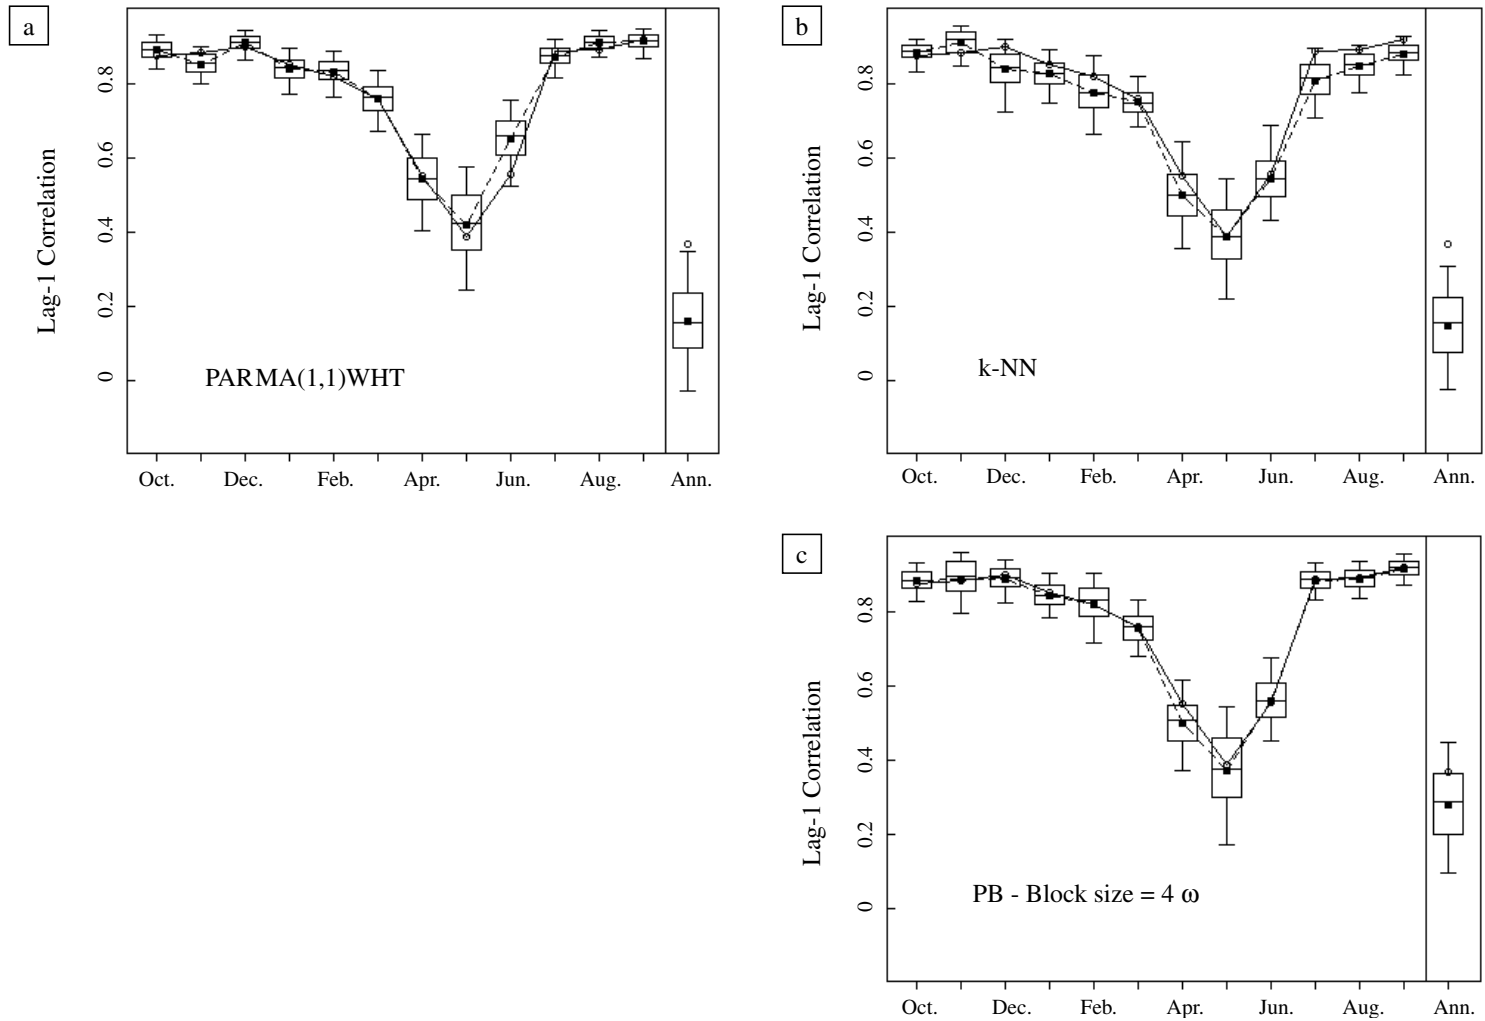 a
Lag-1 Correlation
0.8
0.6
0.4
0.2
0
PARMA(1,1)WHT
Oct. Dec. Feb. Apr. Jun. Aug. Ann.
b
Lag-1 Correlation
0.8
0.6
0.4
0.2
0
k-NN
Oct. Dec. Feb. Apr. Jun. Aug. Ann.
c
Lag-1 Correlation
0.8
0.6
0.4
0.2
0
PB - Block size = 4 ω
Oct. Dec. Feb. Apr. Jun. Aug. Ann.